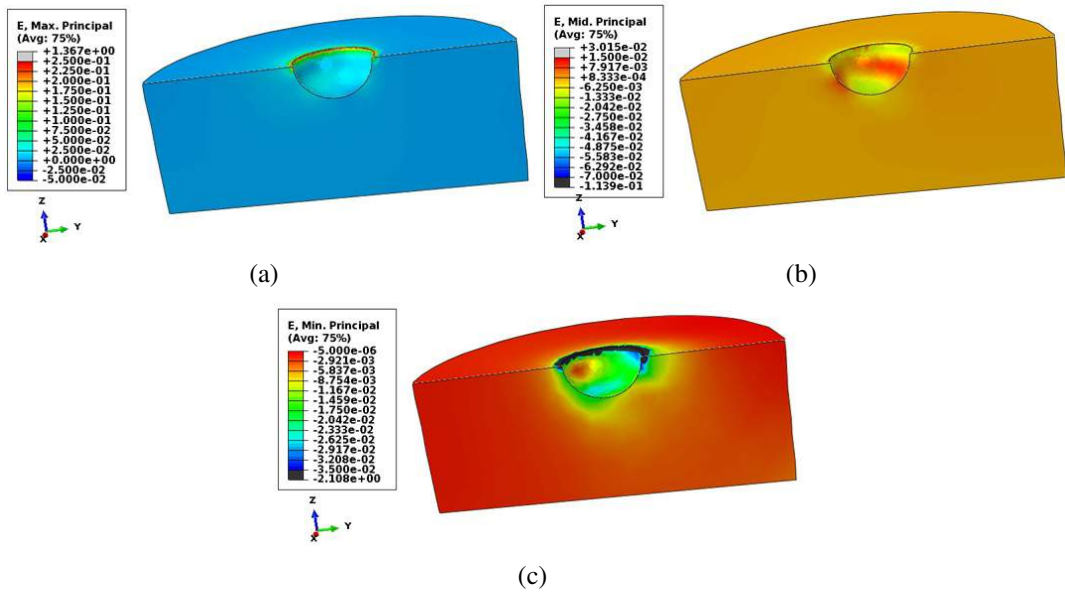 E, Max. Principal
(Avg: 75%)
+1.367e+00
+2.500e-01
+2.250e-01
+2.000e-01
+1.750e-01
+1.500e-01
+1.250e-01
+1.000e-01
+7.500e-02
+5.000e-02
+2.500e-02
+0.000e+00
-2.500e-02
-5.000e-02
Z
Y
X
(a)
E, Mid. Principal
(Avg: 75%)
+3.015e-02
+1.500e-02
+7.917e-03
+8.333e-04
-6.250e-03
-1.333e-02
-2.042e-02
-2.750e-02
-3.458e-02
-4.167e-02
-4.875e-02
-5.583e-02
-6.292e-02
-7.000e-02
-1.139e-01
Z
Y
X
(b)
E, Min. Principal
(Avg: 75%)
-5.000e-06
-2.921e-03
-5.837e-03
-8.754e-03
-1.167e-02
-1.459e-02
-1.750e-02
-2.042e-02
-2.333e-02
-2.625e-02
-2.917e-02
-3.208e-02
-3.500e-02
-2.108e+00
Z
Y
X
(c)